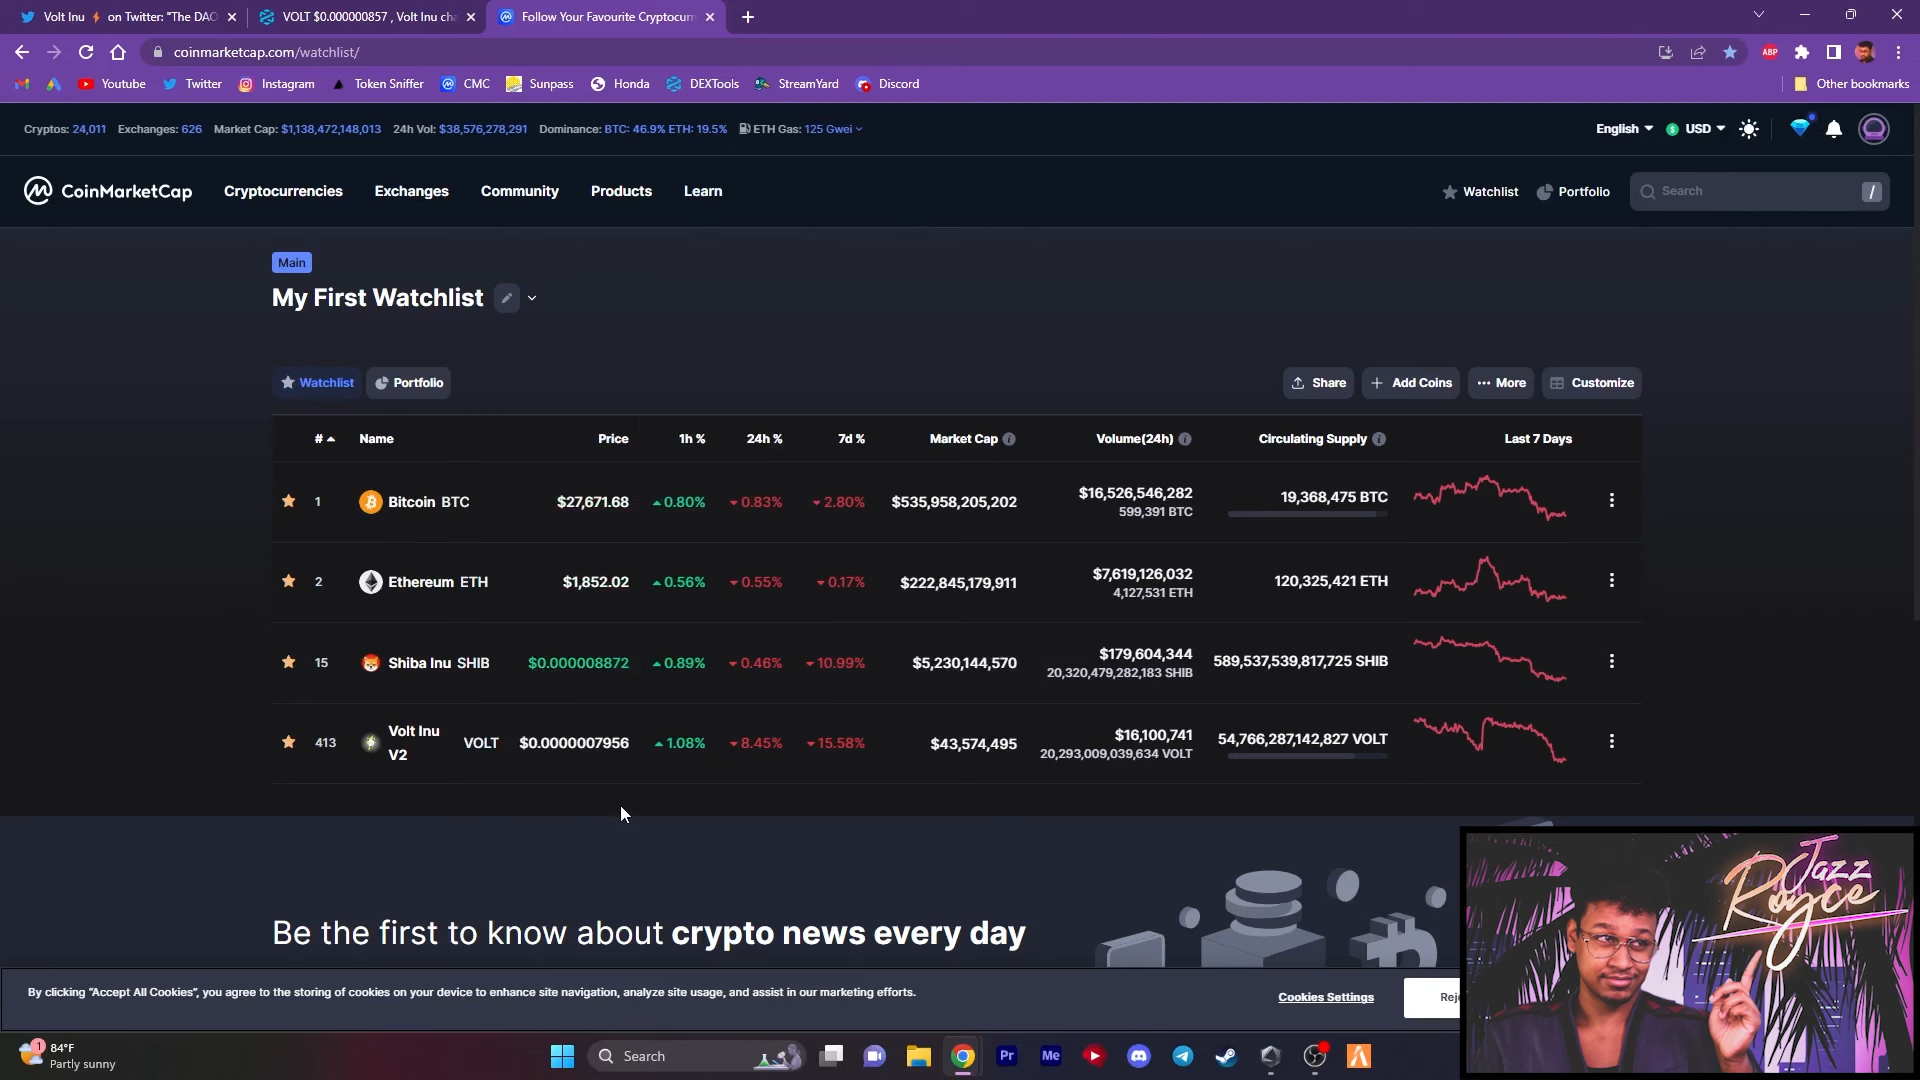 Volt Inu ⚡ on Twitter: "The DAO
VOLT $0.000000857 , Volt Inu cha
Follow Your Favourite Cryptocurr
coinmarketcap.com/watchlist/
ABP
Youtube Twitter Instagram Token Sniffer CMC Sunpass Honda DEXTools StreamYard Discord Other bookmarks
Cryptos: 24,011 Exchanges: 626 Market Cap: $1,138,472,148,013 24h Vol: $38,576,278,291 Dominance: BTC: 46.9% ETH: 19.5% ETH Gas: 125 Gwei English USD
CoinMarketCap Cryptocurrencies Exchanges Community Products Learn Watchlist Portfolio Search /
Main
My First Watchlist
Watchlist Portfolio Share + Add Coins More Customize
# Name Price 1h % 24h % 7d % Market Cap Volume(24h) Circulating Supply Last 7 Days
1 Bitcoin BTC $27,671.68 0.80% 0.83% 2.80% $535,958,205,202 $16,526,546,282 19,368,475 BTC
599,391 BTC
2 Ethereum ETH $1,852.02 0.56% 0.55% 0.17% $222,845,179,911 $7,619,126,032 120,325,421 ETH
4,127,531 ETH
15 Shiba Inu SHIB $0.000008872 0.89% 0.46% 10.99% $5,230,144,570 $179,604,344 589,537,539,817,725 SHIB
20,320,479,282,183 SHIB
413 Volt Inu V2 VOLT $0.0000007956 1.08% 8.45% 15.58% $43,574,495 $16,100,741 54,766,287,142,827 VOLT
20,293,009,039,634 VOLT
Be the first to know about crypto news every day
By clicking "Accept All Cookies", you agree to the storing of cookies on your device to enhance site navigation, analyze site usage, and assist in our marketing efforts.
Cookies Settings Reje
Jazz
Royce
1 84°F
Partly sunny
Search
Pr Me